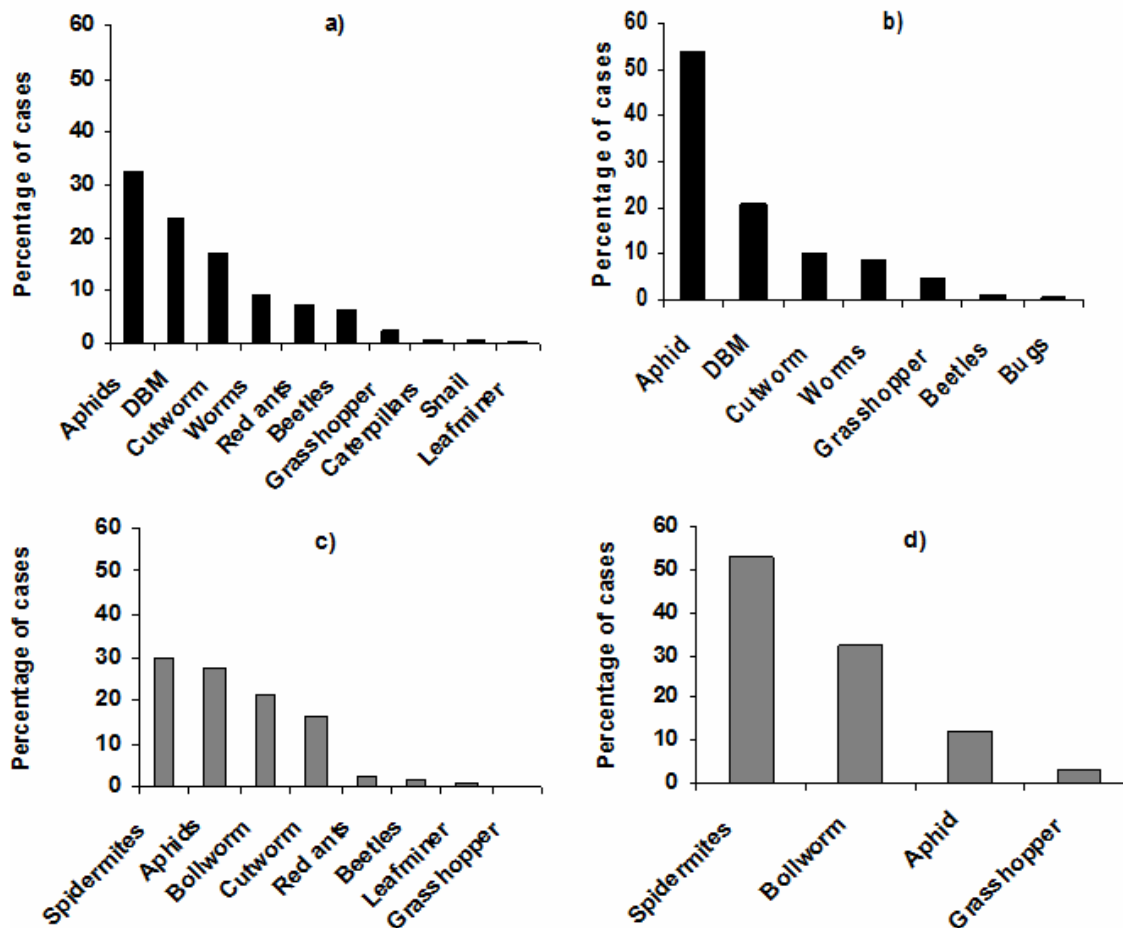 a)
Percentage of cases
60
50
40
30
20
10
0
Aphids
DBM
Cutworm
Worms
Red ants
Beetles
Grasshopper
Caterpillars
Snail
Leafminer
b)
Percentage of cases
60
50
40
30
20
10
0
Aphid
DBM
Cutworm
Worms
Grasshopper
Beetles
Bugs
c)
Percentage of cases
60
50
40
30
20
10
0
Spidermites
Aphids
Bollworm
Cutworm
Red ants
Beetles
Leafminer
Grasshopper
d)
Percentage of cases
60
50
40
30
20
10
0
Spidermites
Bollworm
Aphid
Grasshopper